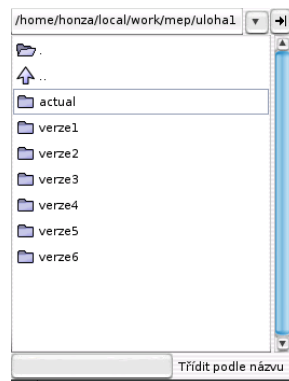 /home/honza/local/work/mep/uloha1
.
..
actual
verze1
verze2
verze3
verze4
verze5
verze6
Třídit podle názvu